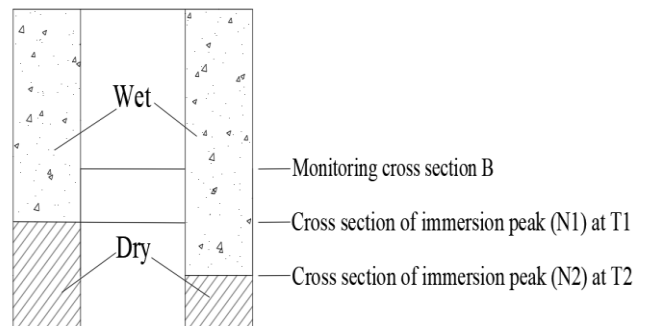 Wet
Monitoring cross section B
Cross section of immersion peak (N1) at T1
Dry
Cross section of immersion peak (N2) at T2